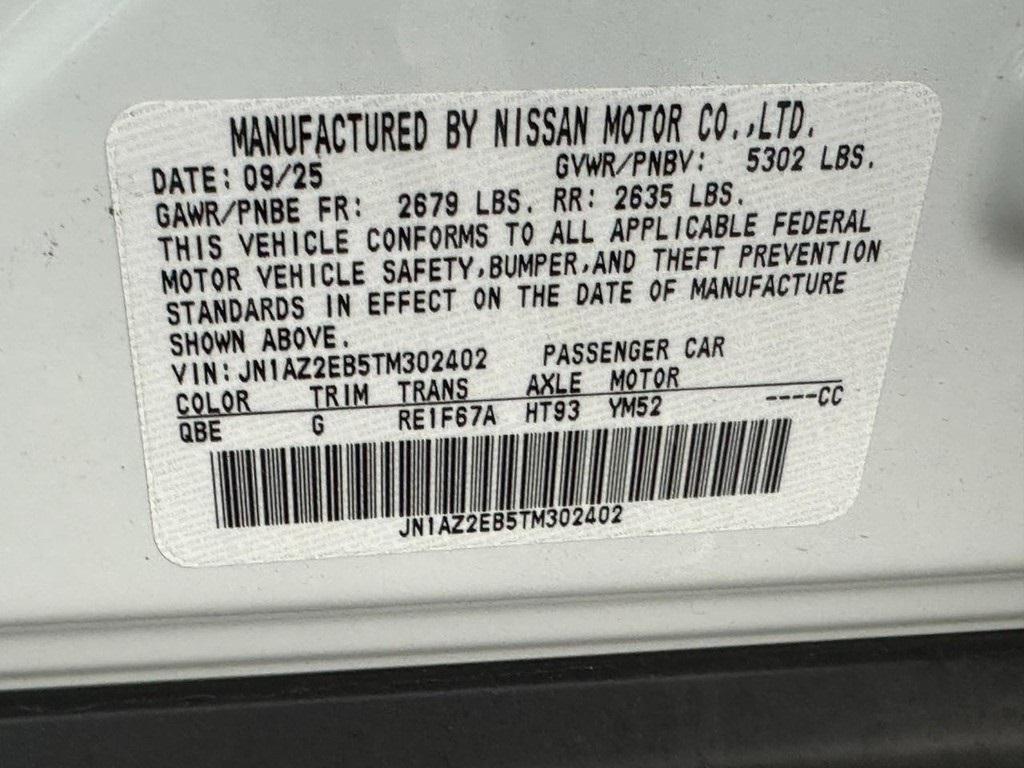 MANUFACTURED BY NISSAN MOTOR CO.,LTD.
DATE: 09/25 GVWR/PNBV: 5302 LBS.
GAWR/PNBE FR: 2679 LBS. RR: 2635 LBS.
THIS VEHICLE CONFORMS TO ALL APPLICABLE FEDERAL
MOTOR VEHICLE SAFETY,BUMPER,AND THEFT PREVENTION
STANDARDS IN EFFECT ON THE DATE OF MANUFACTURE
SHOWN ABOVE.
VIN:JN1AZ2EB5TM302402 PASSENGER CAR
COLOR TRIM TRANS AXLE MOTOR
QBE G RE1F67A HT93 YM52 ----CC
JN1AZ2EB5TM302402